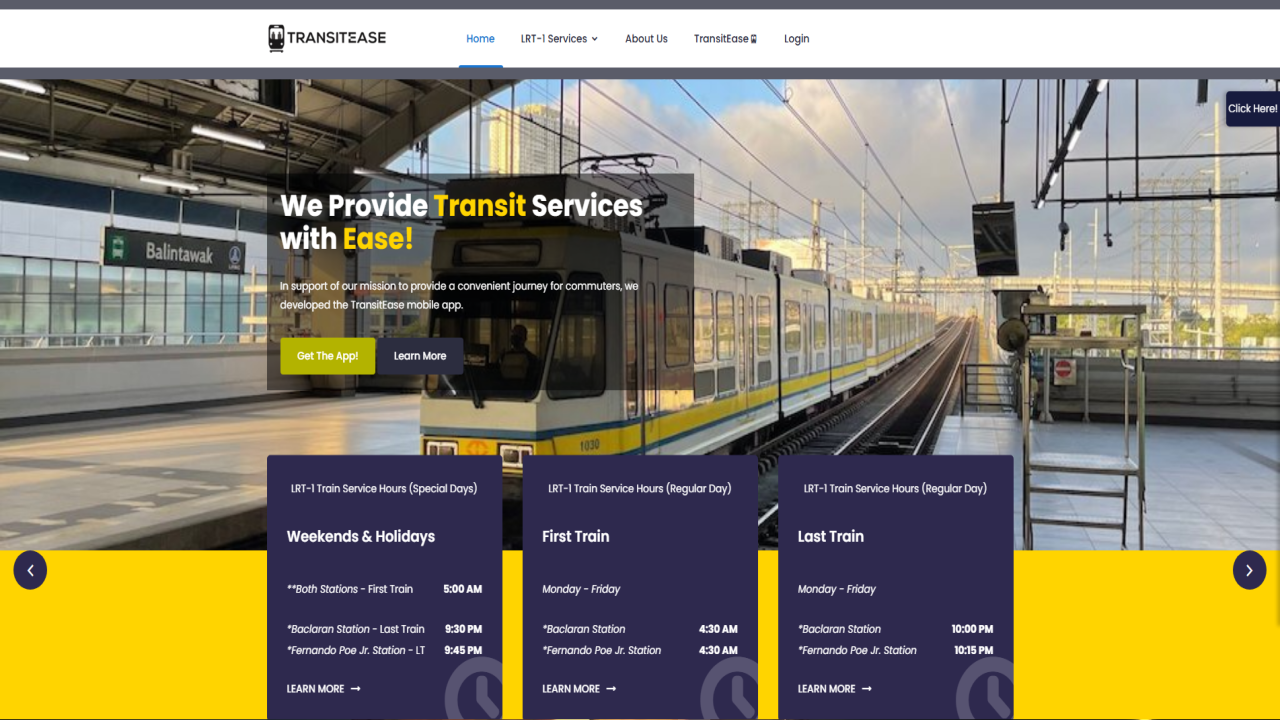 TRANSITEASE
Home
LRT-1 Services
About Us
TransitEase
Login
Click Here!
We Provide Transit Services
with Ease!
Balintawak
In support of our mission to provide a convenient journey for commuters, we
developed the TransitEase mobile app.
Get The App!
Learn More
1030
LRT-1 Train Service Hours (Special Days)
Weekends & Holidays
**Both Stations - First Train 5:00 AM
*Baclaran Station - Last Train 9:30 PM
*Fernando Poe Jr. Station - LT 9:45 PM
LEARN MORE →
LRT-1 Train Service Hours (Regular Day)
First Train
Monday - Friday
*Baclaran Station 4:30 AM
*Fernando Poe Jr. Station 4:30 AM
LEARN MORE →
LRT-1 Train Service Hours (Regular Day)
Last Train
Monday - Friday
*Baclaran Station 10:00 PM
*Fernando Poe Jr. Station 10:15 PM
LEARN MORE →